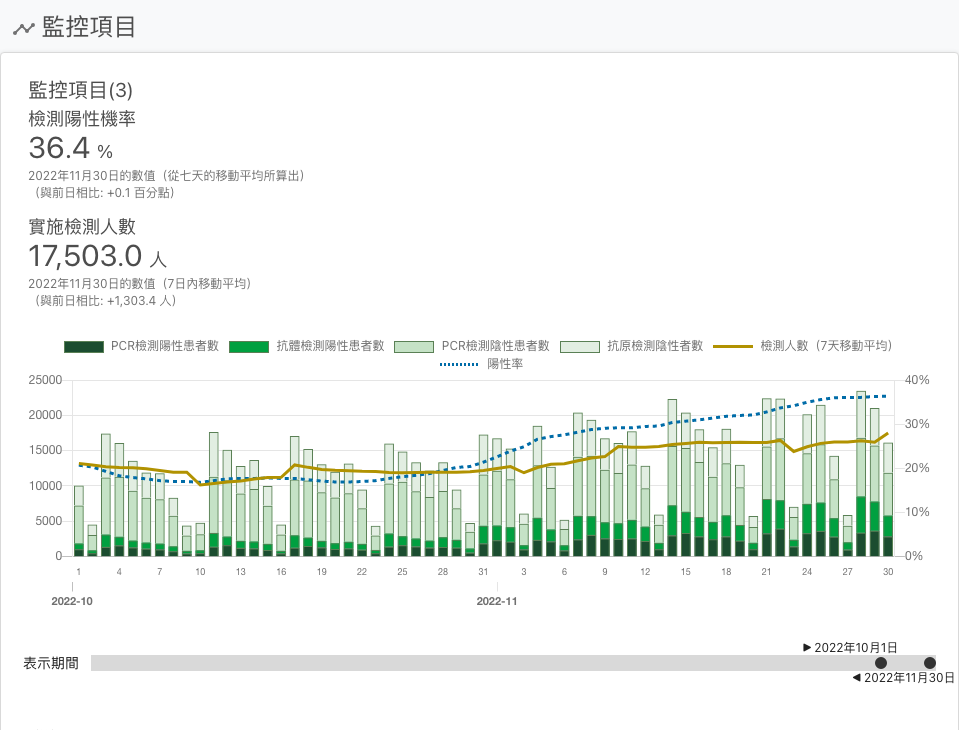 監控項目
監控項目(3)
檢測陽性機率
36.4 %
2022年11月30日的數值（從七天的移動平均所算出）
（與前日相比: +0.1 百分點）
實施檢測人數
17,503.0 人
2022年11月30日的數值（7日內移動平均）
（與前日相比: +1,303.4 人）
PCR檢測陽性患者數 抗體檢測陽性患者數 PCR檢測陰性患者數 抗原檢測陰性者數 檢測人數（7天移動平均）
陽性率
25000 40%
20000
30%
15000
20%
10000
10%
5000
0 0%
1 4 7 10 13 16 19 22 25 28 31 3 6 9 12 15 18 21 24 27 30
2022-10 2022-11
▶ 2022年10月1日
表示期間
◀ 2022年11月30日